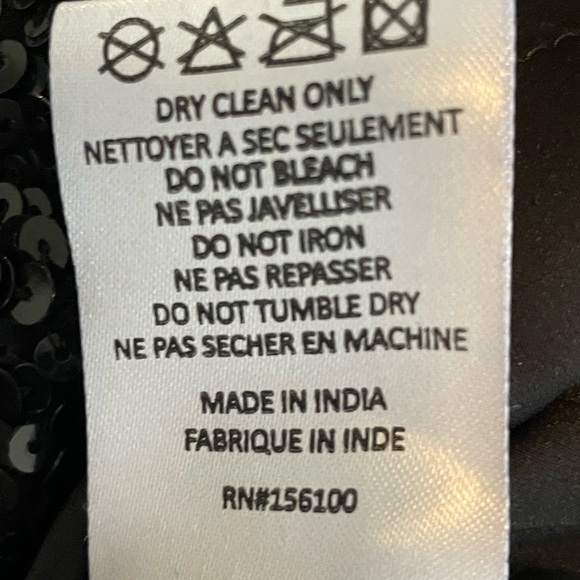 DRY CLEAN ONLY
NETTOYER A SEC SEULEMENT
DO NOT BLEACH
NE PAS JAVELLISER
DO NOT IRON
NE PAS REPASSER
DO NOT TUMBLE DRY
NE PAS SECHER EN MACHINE
MADE IN INDIA
FABRIQUE IN INDE
RN#156100